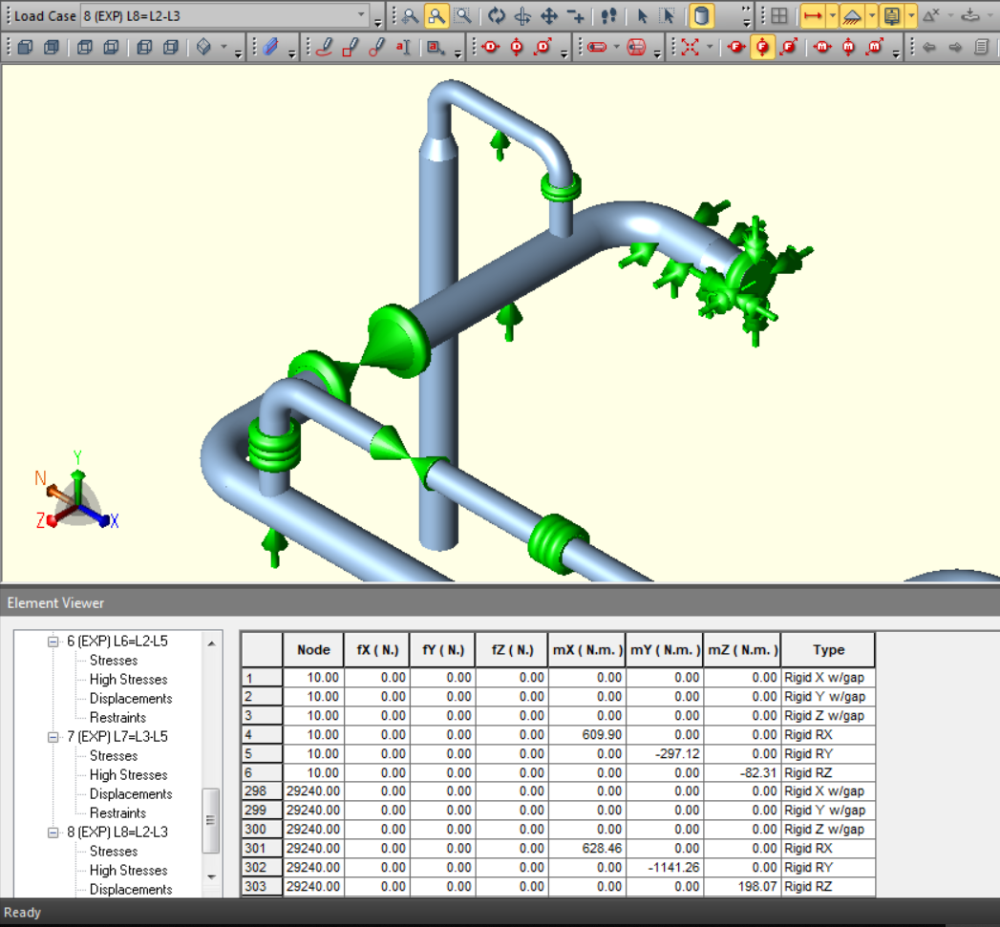 Load Case 8 (EXP) L8=L2-L3
a
a
F F F m m m
Y
N
Z X
Element Viewer
6 (EXP) L6=L2-L5
Stresses
High Stresses
Displacements
Restraints
7 (EXP) L7=L3-L5
Stresses
High Stresses
Displacements
Restraints
8 (EXP) L8=L2-L3
Stresses
High Stresses
Displacements
Node fX ( N.) fY ( N.) fZ ( N.) mX ( N.m. ) mY ( N.m. ) mZ ( N.m. ) Type
1 10.00 0.00 0.00 0.00 0.00 0.00 0.00 Rigid X w/gap
2 10.00 0.00 0.00 0.00 0.00 0.00 0.00 Rigid Y w/gap
3 10.00 0.00 0.00 0.00 0.00 0.00 0.00 Rigid Z w/gap
4 10.00 0.00 0.00 0.00 609.90 0.00 0.00 Rigid RX
5 10.00 0.00 0.00 0.00 0.00 -297.12 0.00 Rigid RY
6 10.00 0.00 0.00 0.00 0.00 0.00 -82.31 Rigid RZ
298 29240.00 0.00 0.00 0.00 0.00 0.00 0.00 Rigid X w/gap
299 29240.00 0.00 0.00 0.00 0.00 0.00 0.00 Rigid Y w/gap
300 29240.00 0.00 0.00 0.00 0.00 0.00 0.00 Rigid Z w/gap
301 29240.00 0.00 0.00 0.00 628.46 0.00 0.00 Rigid RX
302 29240.00 0.00 0.00 0.00 0.00 -1141.26 0.00 Rigid RY
303 29240.00 0.00 0.00 0.00 0.00 0.00 198.07 Rigid RZ
Ready